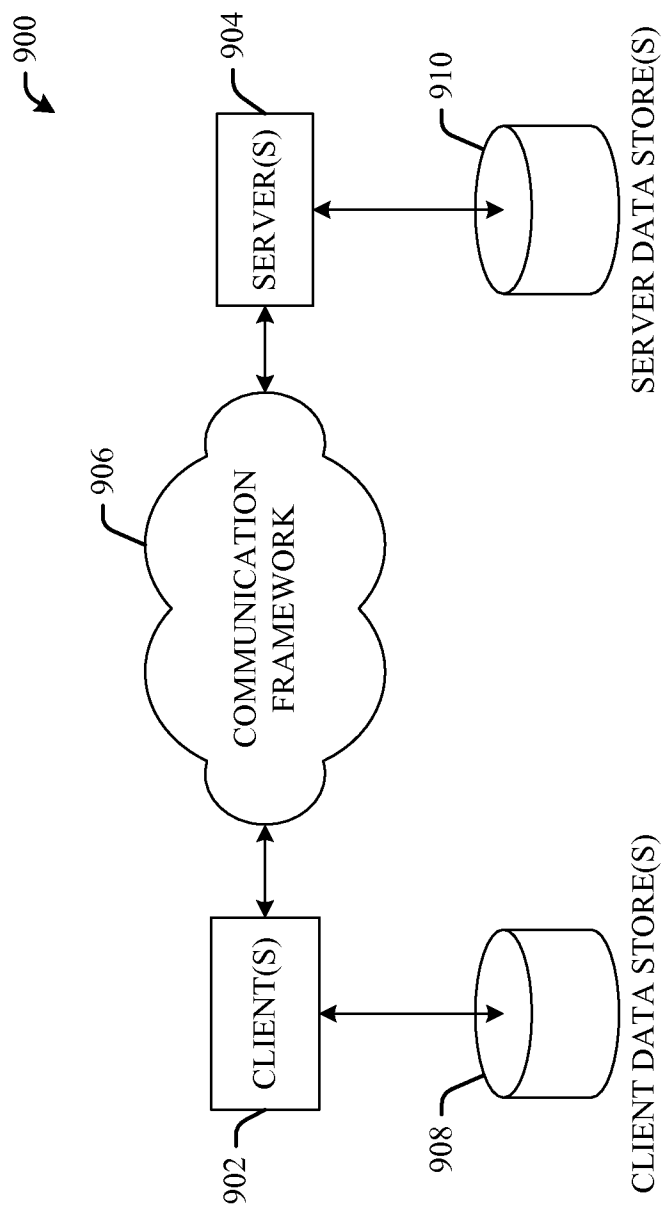 900
902
CLIENT(S)
906
COMMUNICATION
FRAMEWORK
904
SERVER(S)
908
CLIENT DATA STORE(S)
910
SERVER DATA STORE(S)